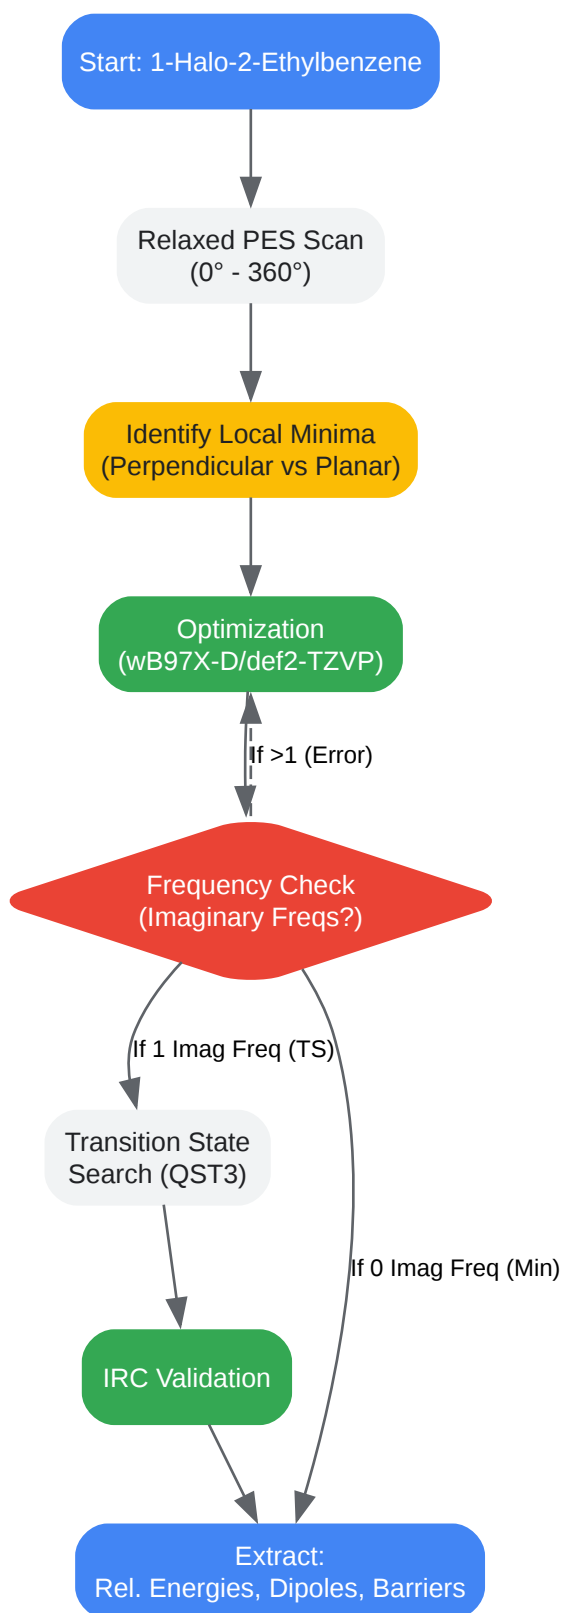 Start: 1-Halo-2-Ethylbenzene
Relaxed PES Scan
(0° - 360°)
Identify Local Minima
(Perpendicular vs Planar)
Optimization
(wB97X-D/def2-TZVP)
If >1 (Error)
Frequency Check
(Imaginary Freqs?)
If 1 Imag Freq (TS)
Transition State
Search (QST3)
If 0 Imag Freq (Min)
IRC Validation
Extract:
Rel. Energies, Dipoles, Barriers